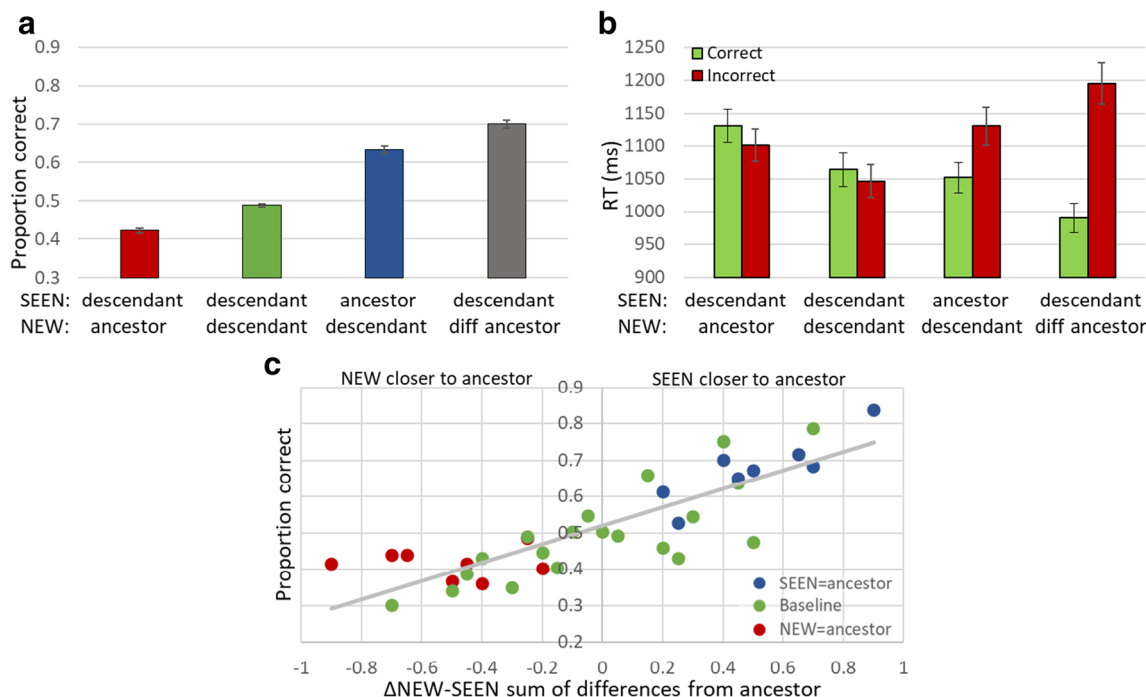 a
Proportion correct
0.9
0.8
0.7
0.6
0.5
0.4
0.3
SEEN: descendant descendant ancestor descendant
NEW: ancestor descendant descendant diff ancestor
b
RT (ms)
Correct
Incorrect
1250
1200
1150
1100
1050
1000
950
900
SEEN: descendant descendant ancestor descendant
NEW: ancestor descendant descendant diff ancestor
c
NEW closer to ancestor
SEEN closer to ancestor
Proportion correct
0.9
0.8
0.7
0.6
0.5
0.4
0.3
0.2
SEEN=ancestor
Baseline
NEW=ancestor
-1 -0.8 -0.6 -0.4 -0.2 0 0.2 0.4 0.6 0.8 1
ΔNEW-SEEN sum of differences from ancestor